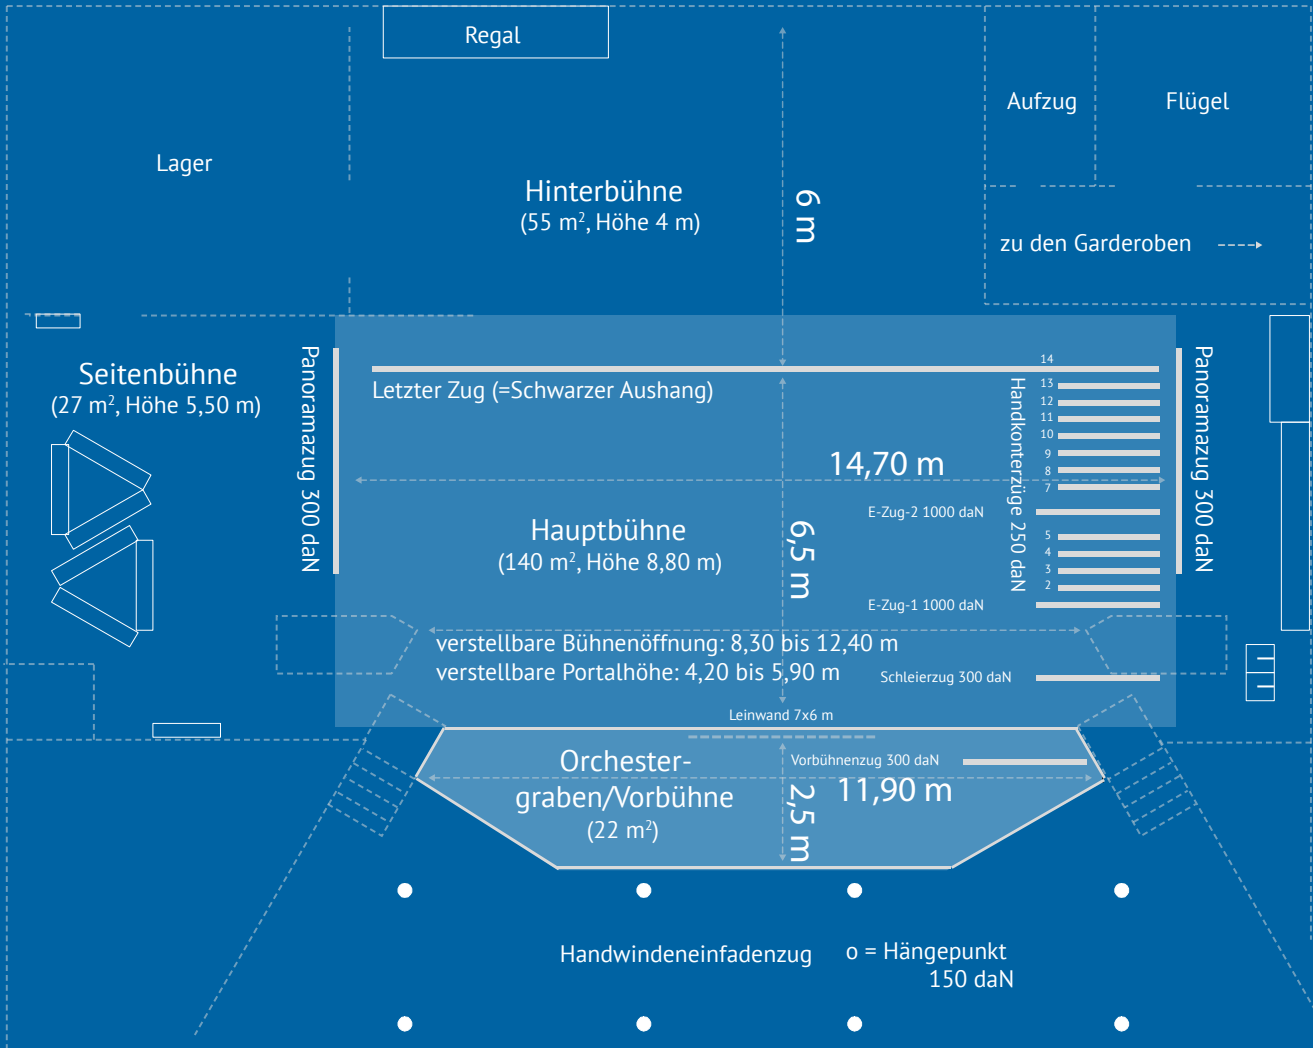 Regal
Aufzug
Flügel
Lager
Hinterbühne
(55 m², Höhe 4 m)
6 m
zu den Garderoben
Seitenbühne
(27 m², Höhe 5,50 m)
Panoramazug 300 daN
Letzter Zug (=Schwarzer Aushang)
14
13
12
11
10
9
8
7
Handkonterzüge 250 daN
Panoramazug 300 daN
14,70 m
E-Zug-2 1000 daN
Hauptbühne
(140 m², Höhe 8,80 m)
6,5 m
5
4
3
2
E-Zug-1 1000 daN
verstellbare Bühnenöffnung: 8,30 bis 12,40 m
verstellbare Portalhöhe: 4,20 bis 5,90 m
Schleierzug 300 daN
Leinwand 7x6 m
Orchester-
graben/Vorbühne
(22 m²)
Vorbühnenzug 300 daN
11,90 m
2,5 m
Handwindeneinfadenzug
o = Hängepunkt
150 daN